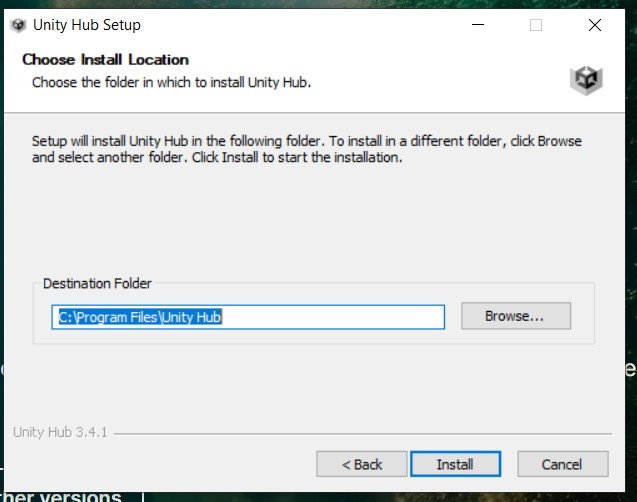 Unity Hub Setup
Choose Install Location
Choose the folder in which to install Unity Hub.
Setup will install Unity Hub in the following folder. To install in a different folder, click Browse
and select another folder. Click Install to start the installation.
Destination Folder
C:\Program Files\Unity Hub
Browse...
Unity Hub 3.4.1
< Back
Install
Cancel
her versions